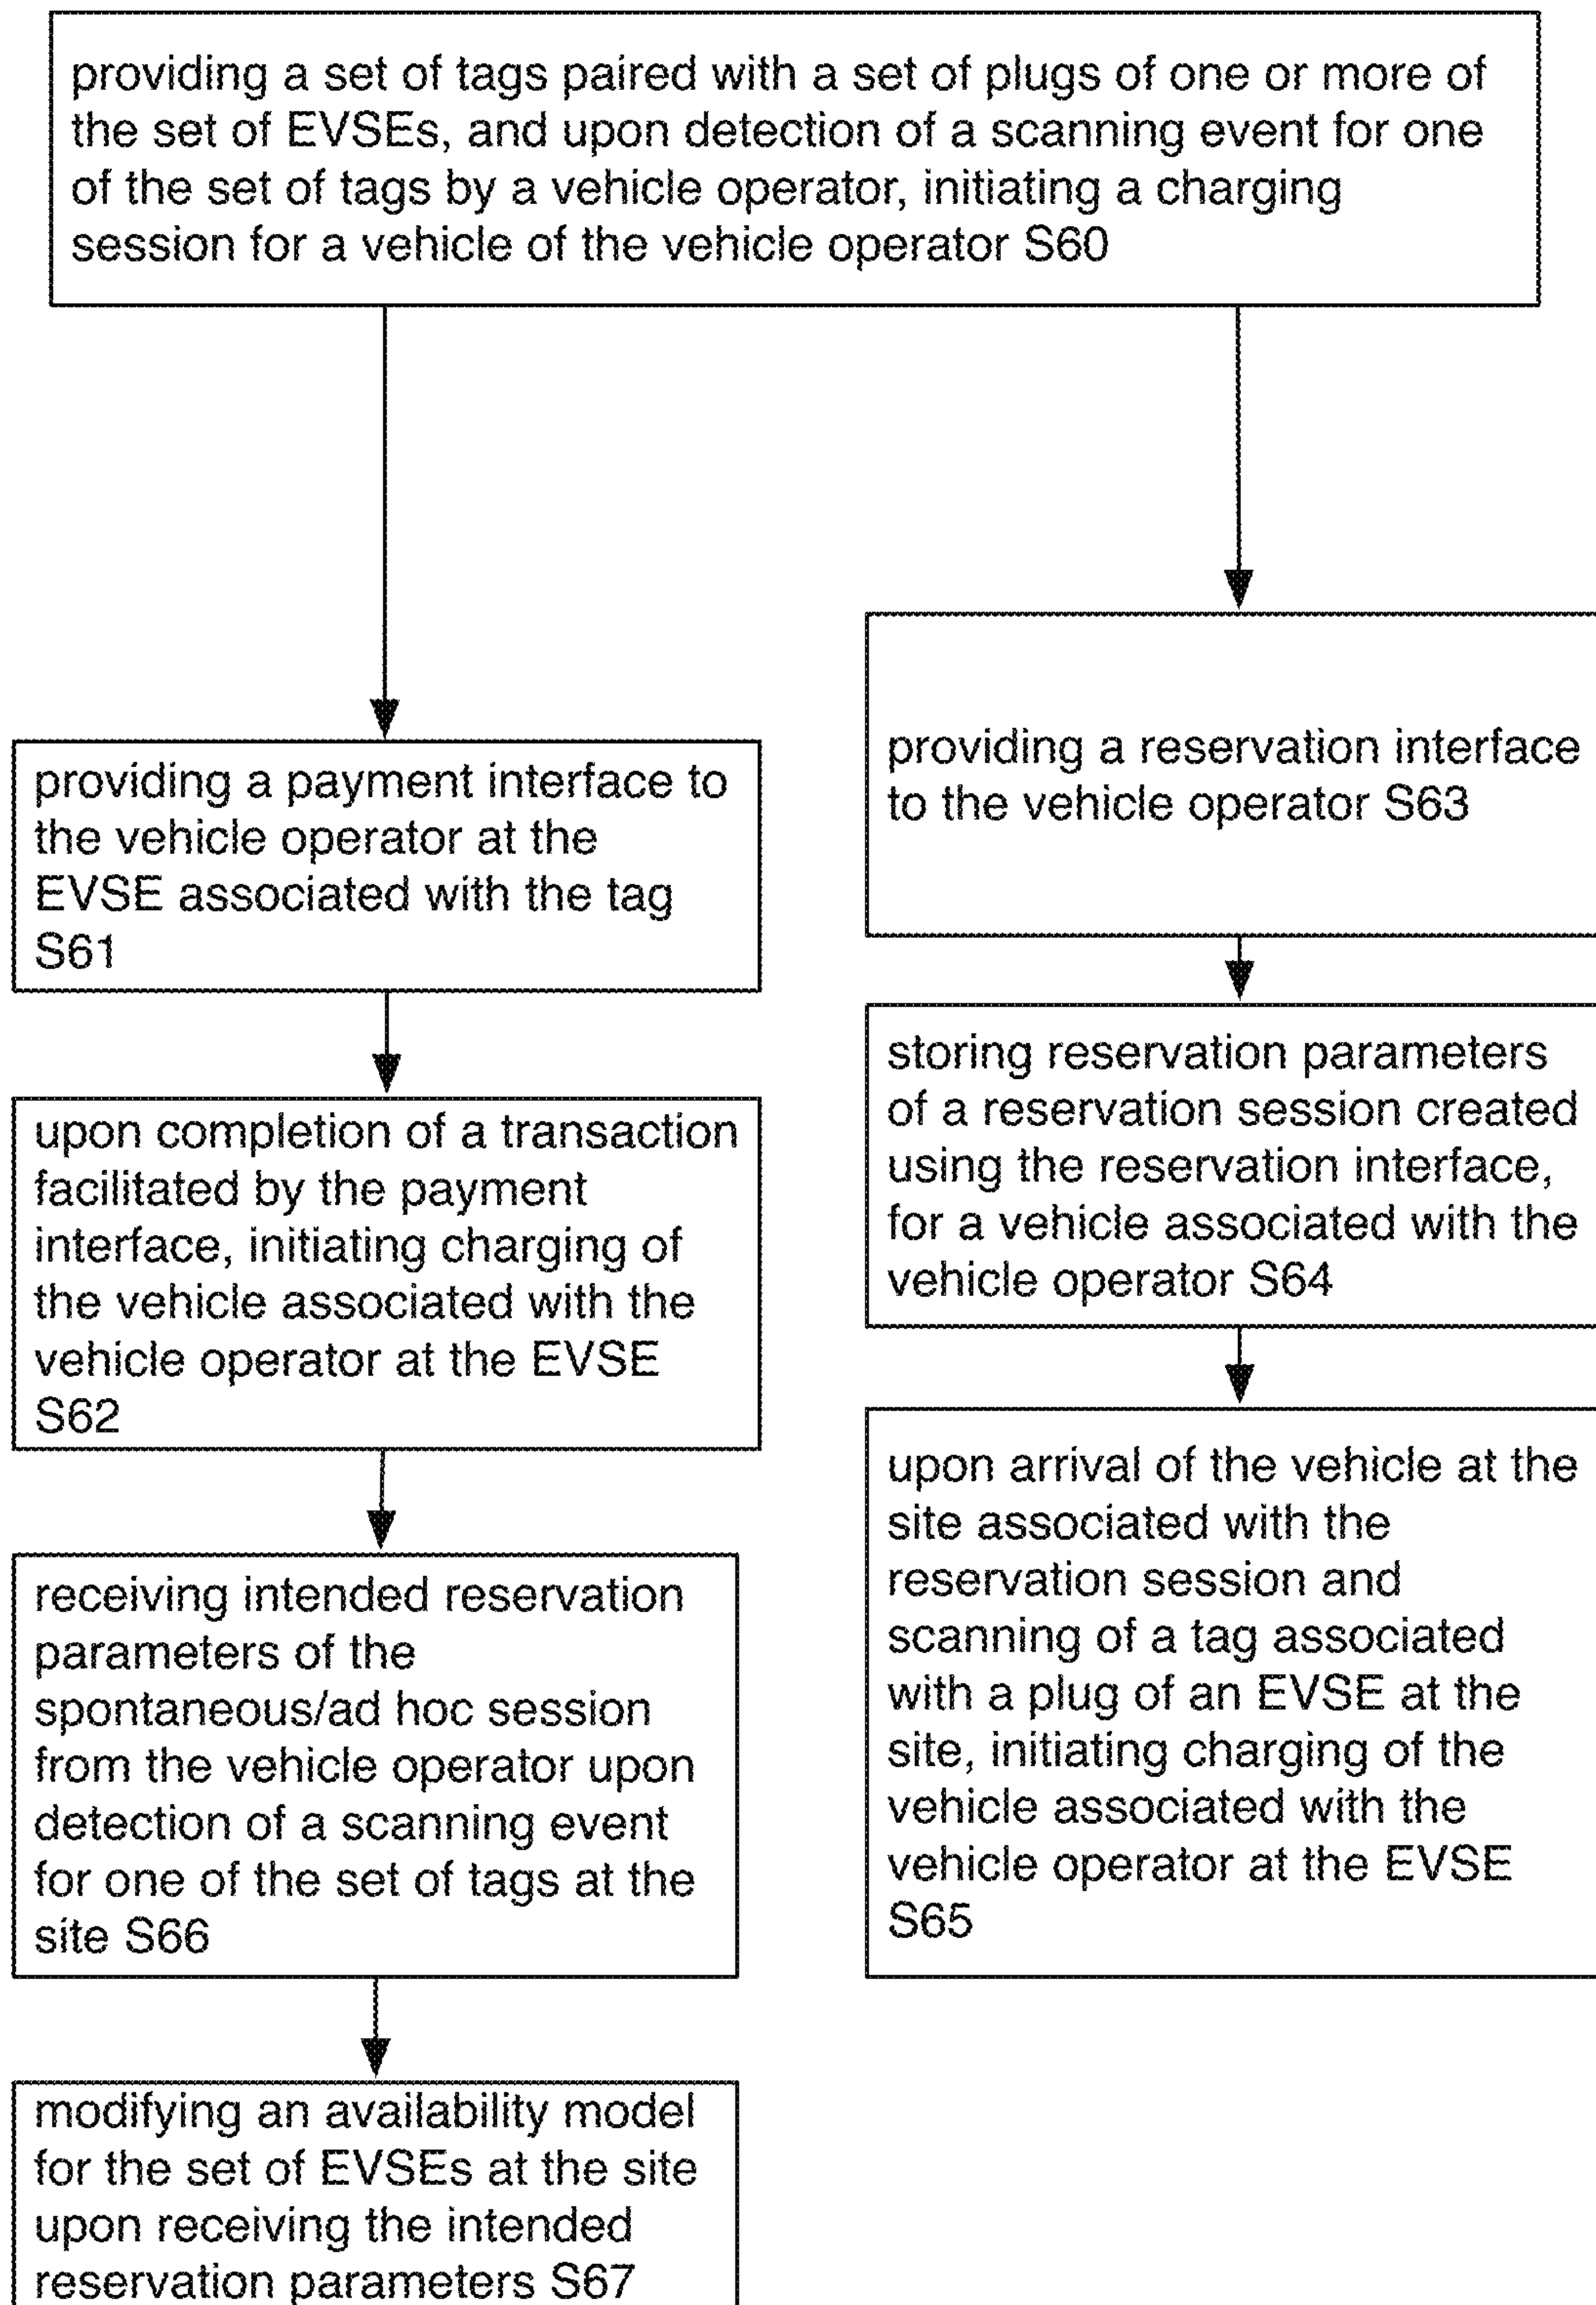 providing a set of tags paired with a set of plugs of one or more of
the set of EVSEs, and upon detection of a scanning event for one
of the set of tags by a vehicle operator, initiating a charging
session for a vehicle of the vehicle operator S60
providing a payment interface to
the vehicle operator at the
EVSE associated with the tag
S61
upon completion of a transaction
facilitated by the payment
interface, initiating charging of
the vehicle associated with the
vehicle operator at the EVSE
S62
receiving intended reservation
parameters of the
spontaneous/ad hoc session
from the vehicle operator upon
detection of a scanning event
for one of the set of tags at the
site S66
modifying an availability model
for the set of EVSEs at the site
upon receiving the intended
reservation parameters S67
providing a reservation interface
to the vehicle operator S63
storing reservation parameters
of a reservation session created
using the reservation interface,
for a vehicle associated with the
vehicle operator S64
upon arrival of the vehicle at the
site associated with the
reservation session and
scanning of a tag associated
with a plug of an EVSE at the
site, initiating charging of the
vehicle associated with the
vehicle operator at the EVSE
S65